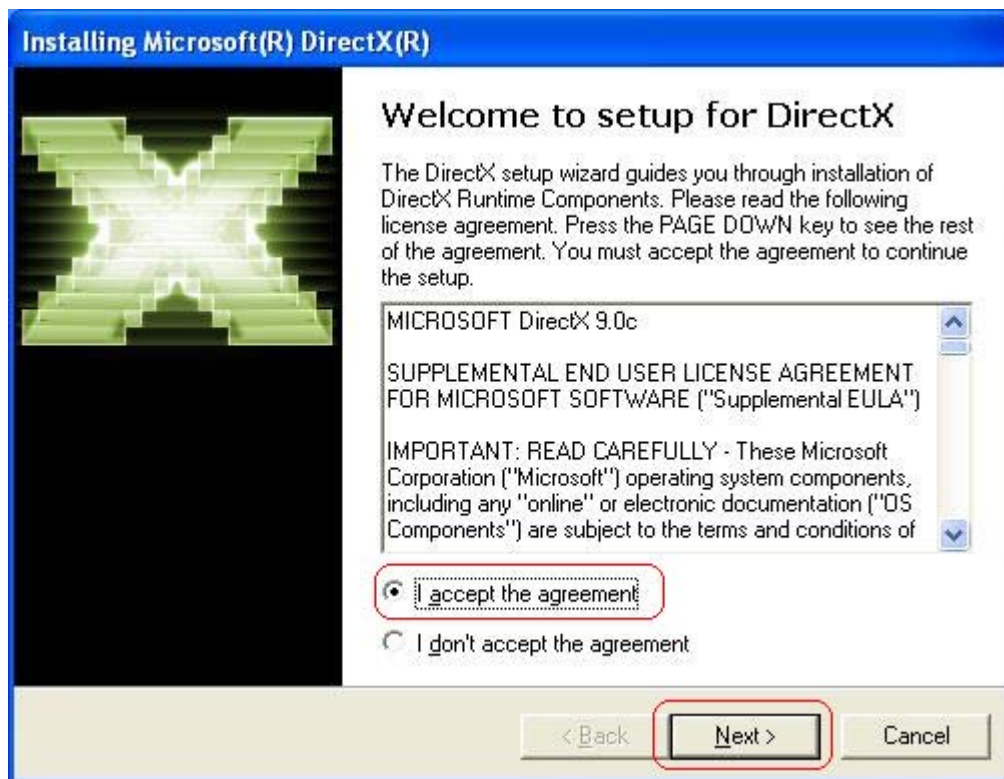 Installing Microsoft(R) DirectX(R)
Welcome to setup for DirectX
The DirectX setup wizard guides you through installation of
DirectX Runtime Components. Please read the following
license agreement. Press the PAGE DOWN key to see the rest
of the agreement. You must accept the agreement to continue
the setup.
MICROSOFT DirectX 9.0c
SUPPLEMENTAL END USER LICENSE AGREEMENT
FOR MICROSOFT SOFTWARE ("Supplemental EULA")
IMPORTANT: READ CAREFULLY - These Microsoft
Corporation ("Microsoft") operating system components,
including any "online" or electronic documentation ("OS
Components") are subject to the terms and conditions of
I accept the agreement
I don't accept the agreement
< Back
Next >
Cancel